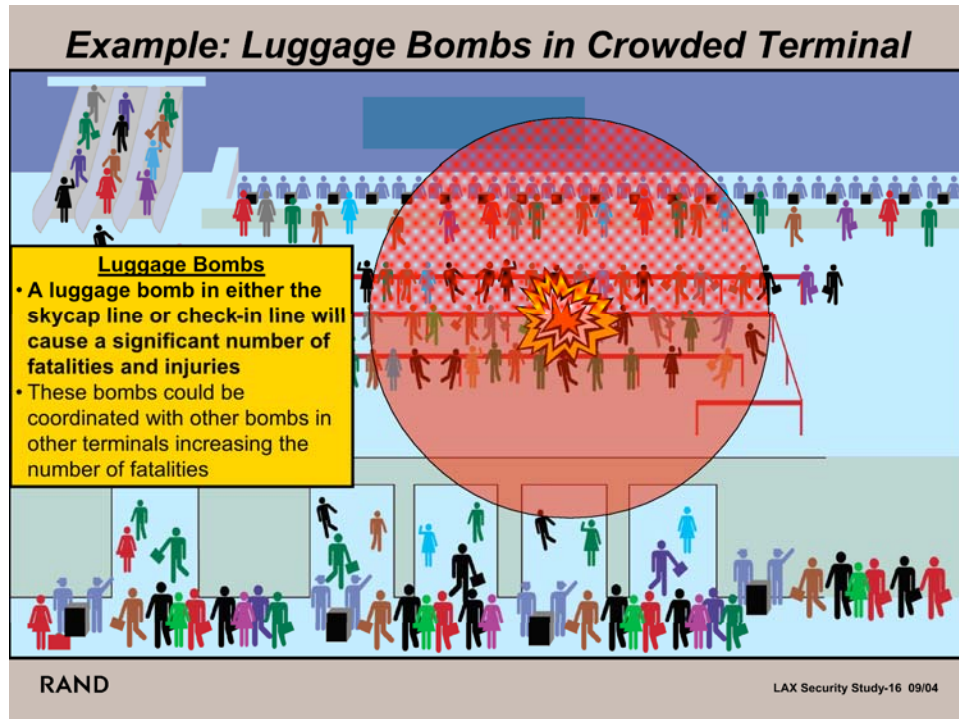 Example: Luggage Bombs in Crowded Terminal
Luggage Bombs
• A luggage bomb in either the
skycap line or check-in line will
cause a significant number of
fatalities and injuries
• These bombs could be
coordinated with other bombs in
other terminals increasing the
number of fatalities
RAND
LAX Security Study-16 09/04